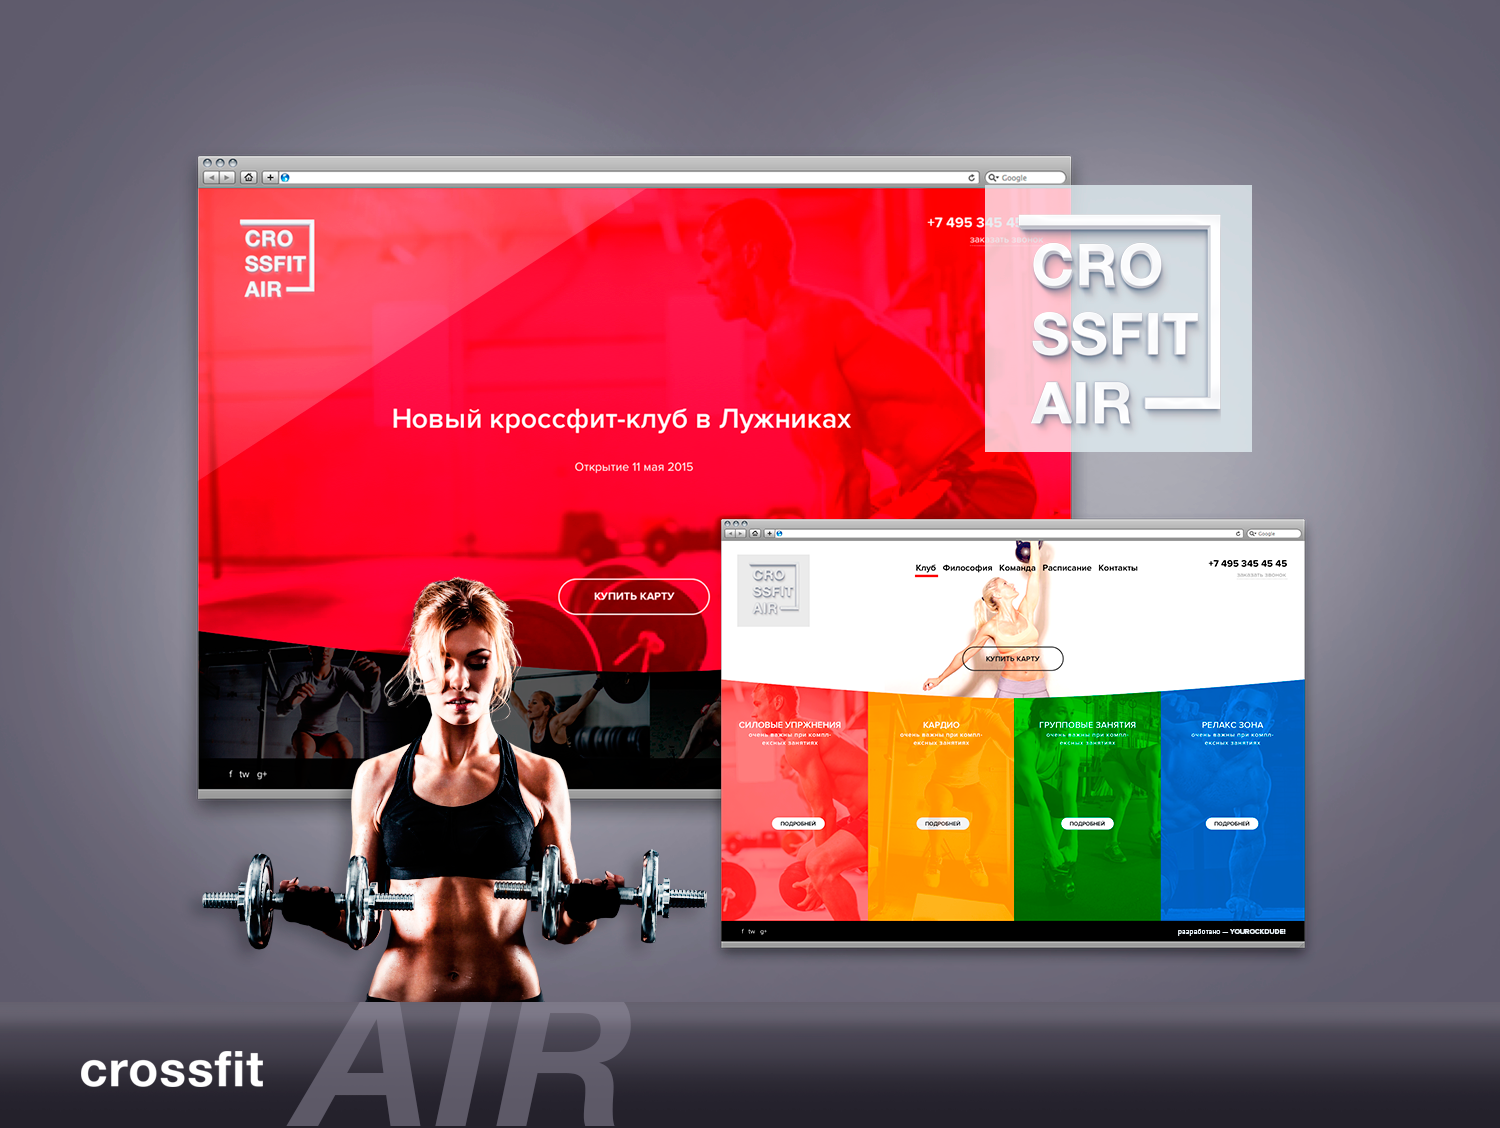 Google
CRO
SSFIT
AIR
+7 495 345 45
заказать звонок
CRO
SSFIT
AIR
Новый кроссфит-клуб в Лужниках
Открытие 11 мая 2015
КУПИТЬ КАРТУ
f tw g+
Google
CRO
SSFIT
AIR
Клуб Философия Команда Расписание Контакты
+7 495 345 45 45
заказать звонок
КУПИТЬ КАРТУ
СИЛОВЫЕ УПРЖНЕНИЯ
очень важны при компл-
ексных занятиях
ПОДРОБНЕЙ
КАРДИО
очень важны при компл-
ексных занятиях
ПОДРОБНЕЙ
ГРУППОВЫЕ ЗАНЯТИЯ
очень важны при компл-
ексных занятиях
ПОДРОБНЕЙ
РЕЛАКС ЗОНА
очень важны при компл-
ексных занятиях
ПОДРОБНЕЙ
f tw g+
разработано — YOUROCKDUDE!
crossfit AIR